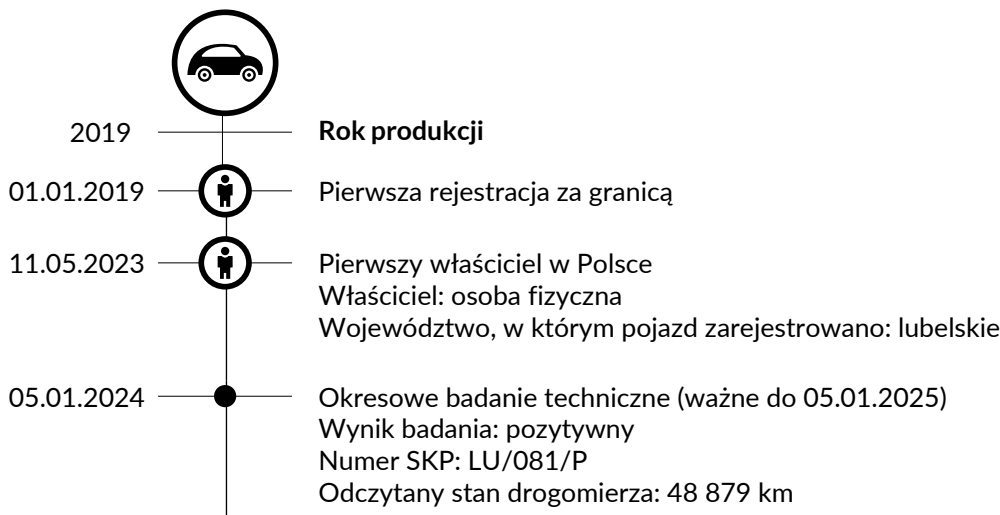 2019 Rok produkcji
01.01.2019 Pierwsza rejestracja za granicą
11.05.2023 Pierwszy właściciel w Polsce
Właściciel: osoba fizyczna
Województwo, w którym pojazd zarejestrowano: lubelskie
05.01.2024 Okresowe badanie techniczne (ważne do 05.01.2025)
Wynik badania: pozytywny
Numer SKP: LU/081/P
Odczytany stan drogomierza: 48 879 km